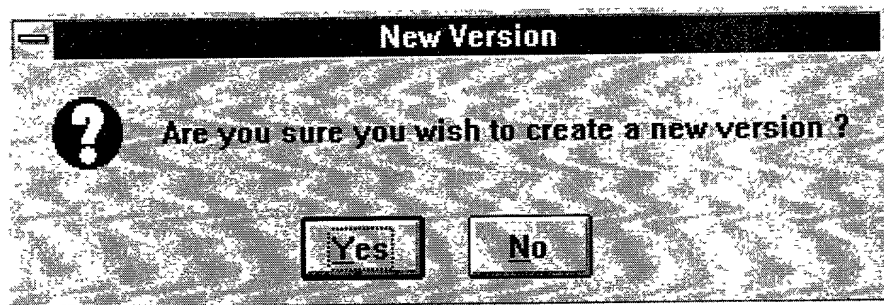 New Version
Are you sure you wish to create a new version ?
Yes
No